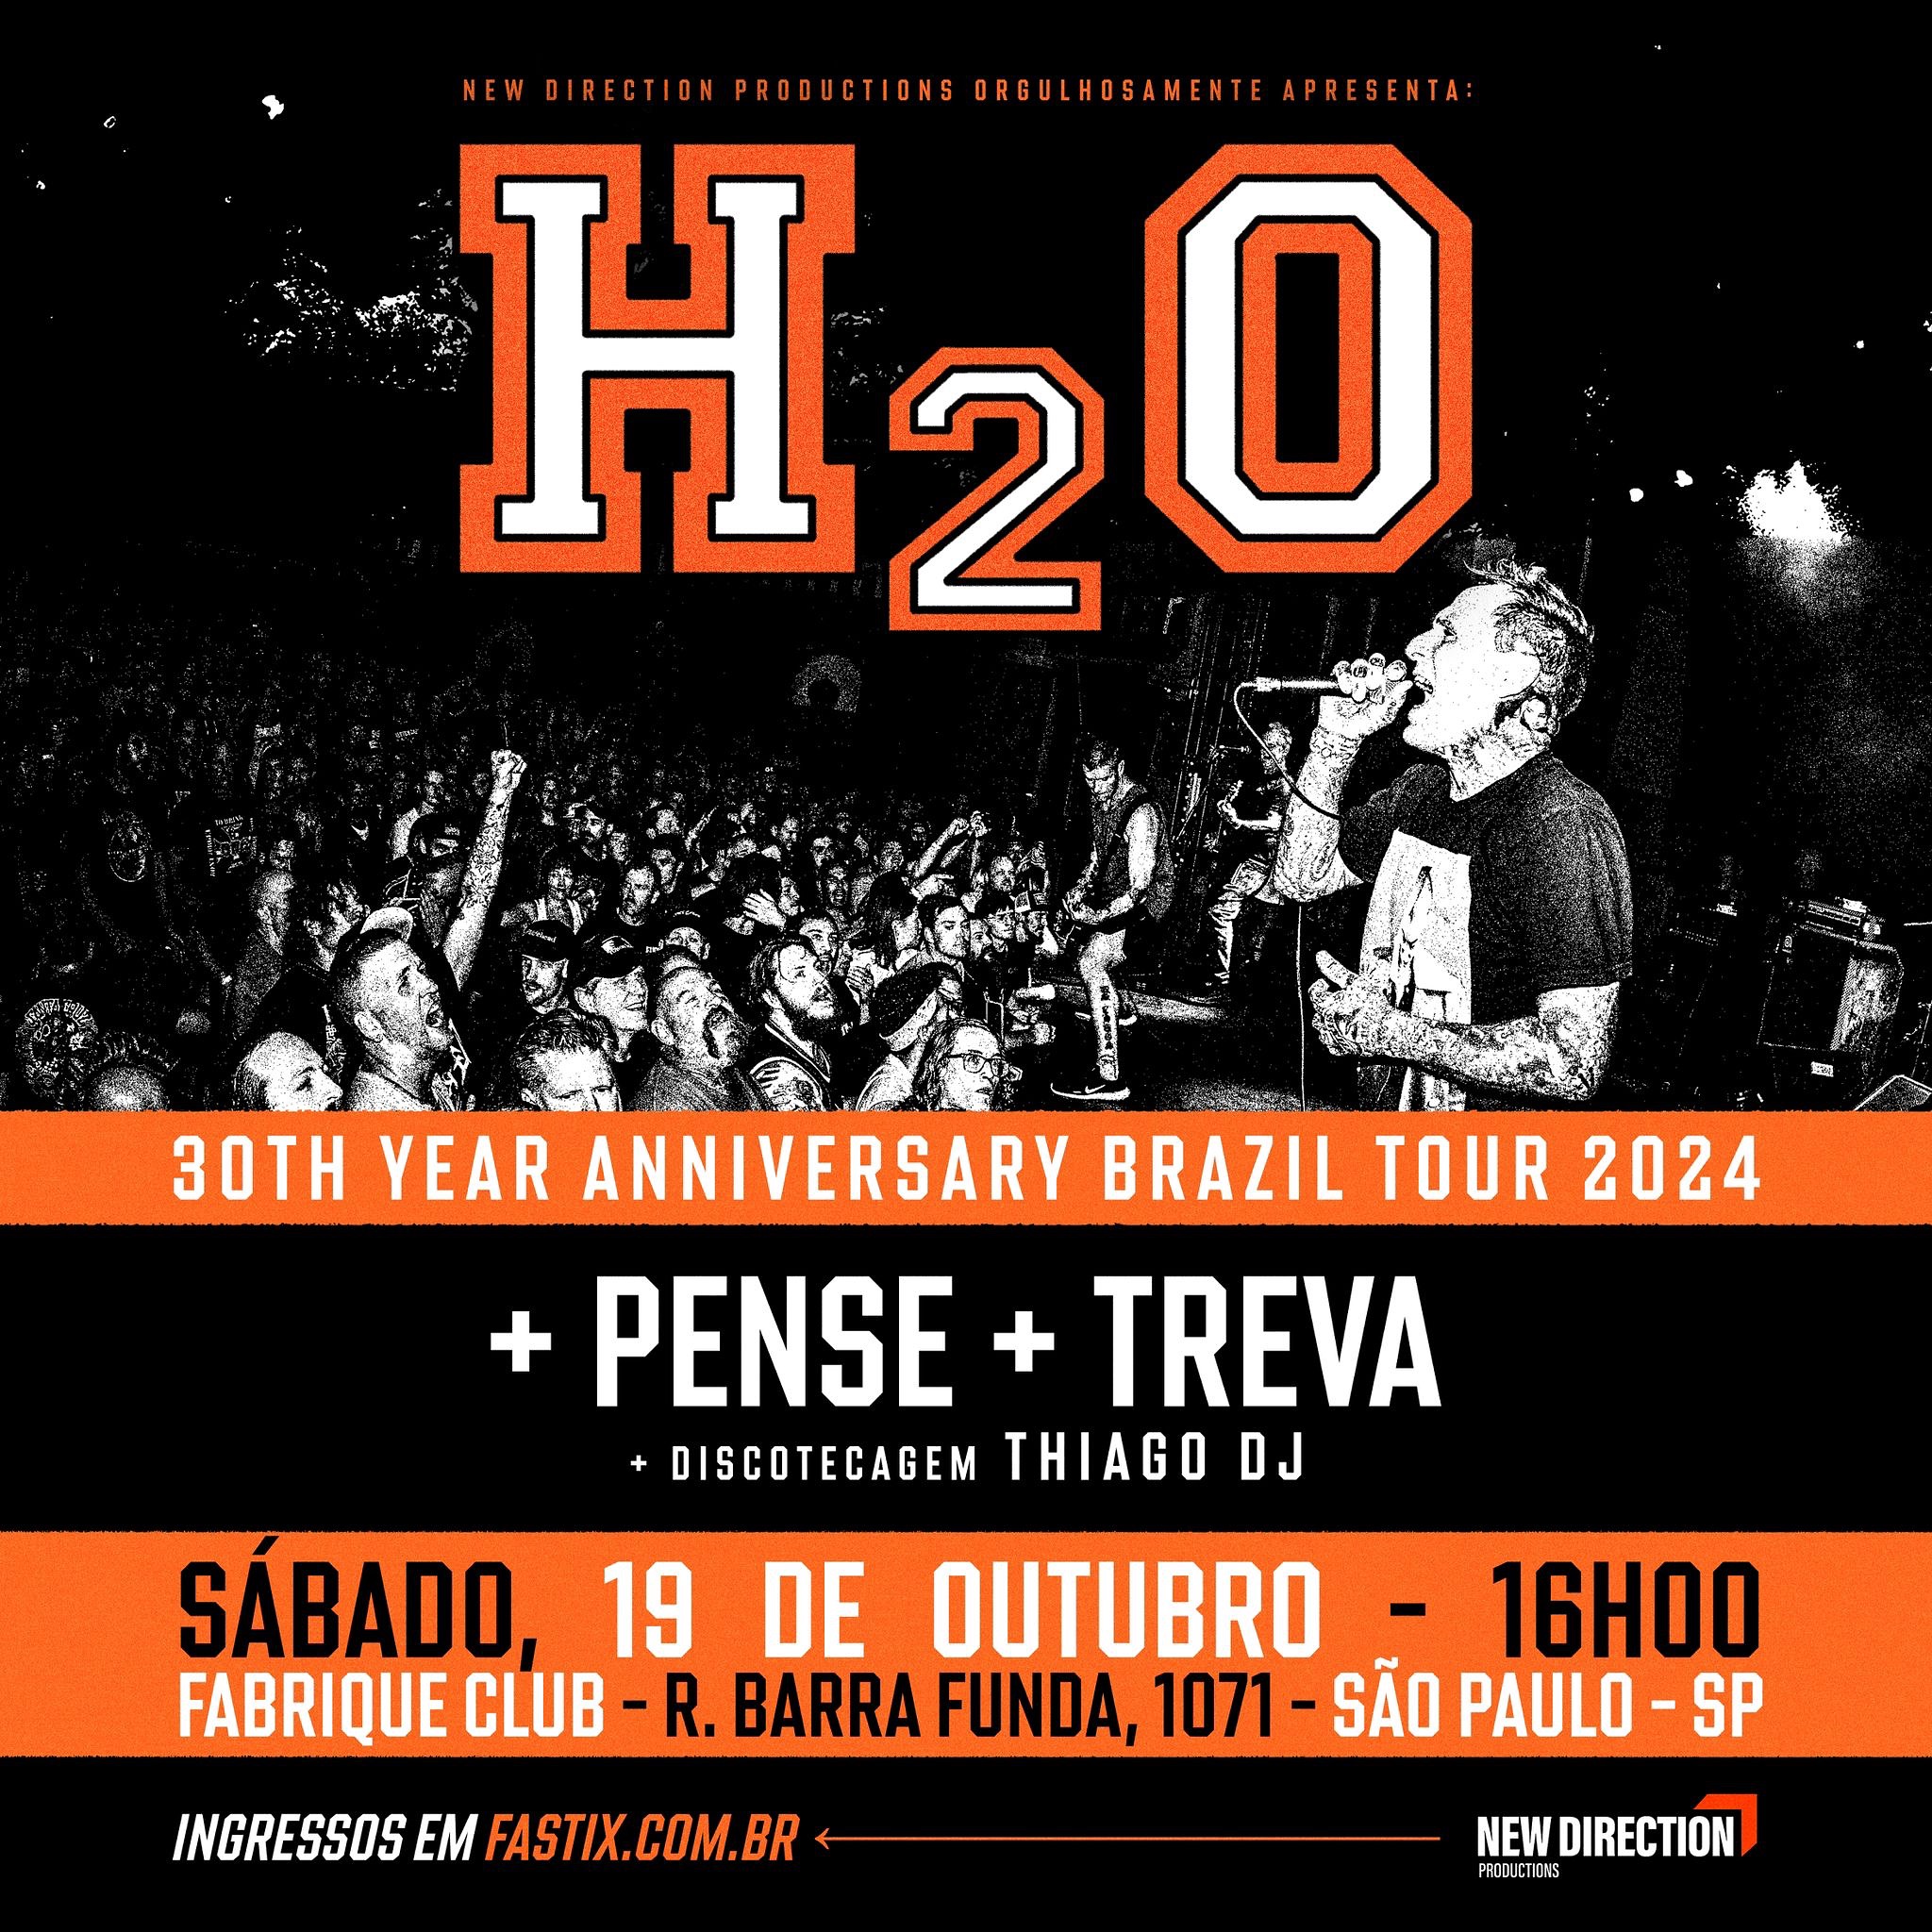 NEW DIRECTION PRODUCTIONS ORGULHOSAMENTE APRESENTA:
H2O
30TH YEAR ANNIVERSARY BRAZIL TOUR 2024
+ PENSE + TREVA
+ DISCOTECAGEM THIAGO DJ
SÁBADO, 19 DE OUTUBRO - 16H00
FABRIQUE CLUB - R. BARRA FUNDA, 1071 - SÃO PAULO - SP
INGRESSOS EM FASTIX.COM.BR
NEW DIRECTION
PRODUCTIONS